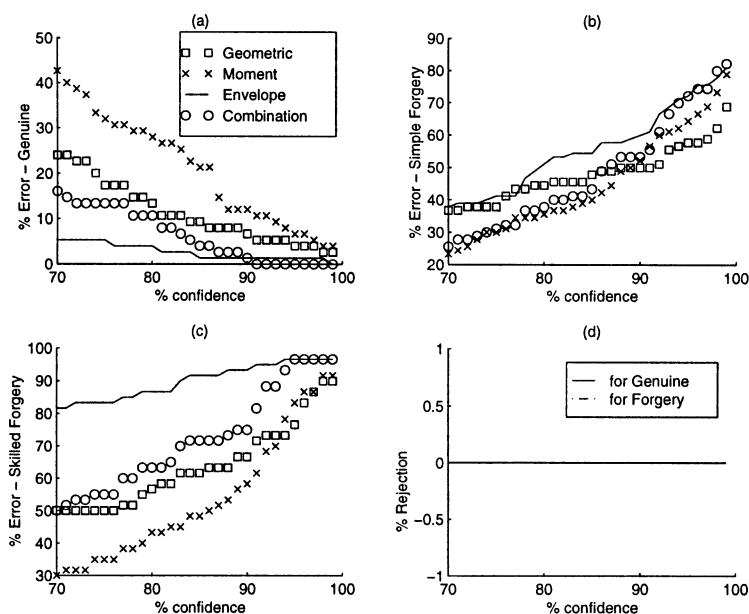 (a)
50
40
30
20
10
0
% Error – Genuine
Geometric
Moment
Envelope
Combination
70
80
90
100
% confidence
(b)
90
80
70
60
50
40
30
20
% Error – Simple Forgery
70
80
90
100
% confidence
(c)
100
90
80
70
60
50
40
30
% Error – Skilled Forgery
70
80
90
100
% confidence
(d)
1
0.5
0
−0.5
−1
% Rejection
for Genuine
for Forgery
70
80
90
100
% confidence